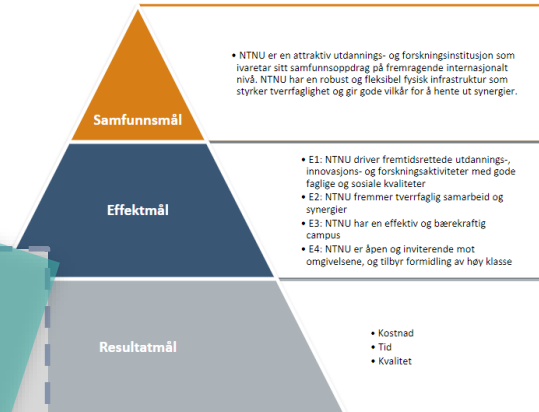 Samfunnsmål
• NTNU er en attraktiv utdannings- og forskningsinstitusjon som
ivaretar sitt samfunnsoppdrag på fremragende internasjonalt
nivå. NTNU har en robust og fleksibel fysisk infrastruktur som
styrker tverrfaglighet og gir gode vilkår for å hente ut synergier.
Effektmål
• E1: NTNU driver fremtidsrettede utdannings-,
innovasjons- og forskningsaktiviteter med gode
faglige og sosiale kvaliteter
• E2: NTNU fremmer tverrfaglig samarbeid og
synergier
• E3: NTNU har en effektiv og bærekraftig
campus
• E4: NTNU er åpen og inviterende mot
omgivelsene, og tilbyr formidling av høy klasse
Resultatmål
• Kostnad
• Tid
• Kvalitet